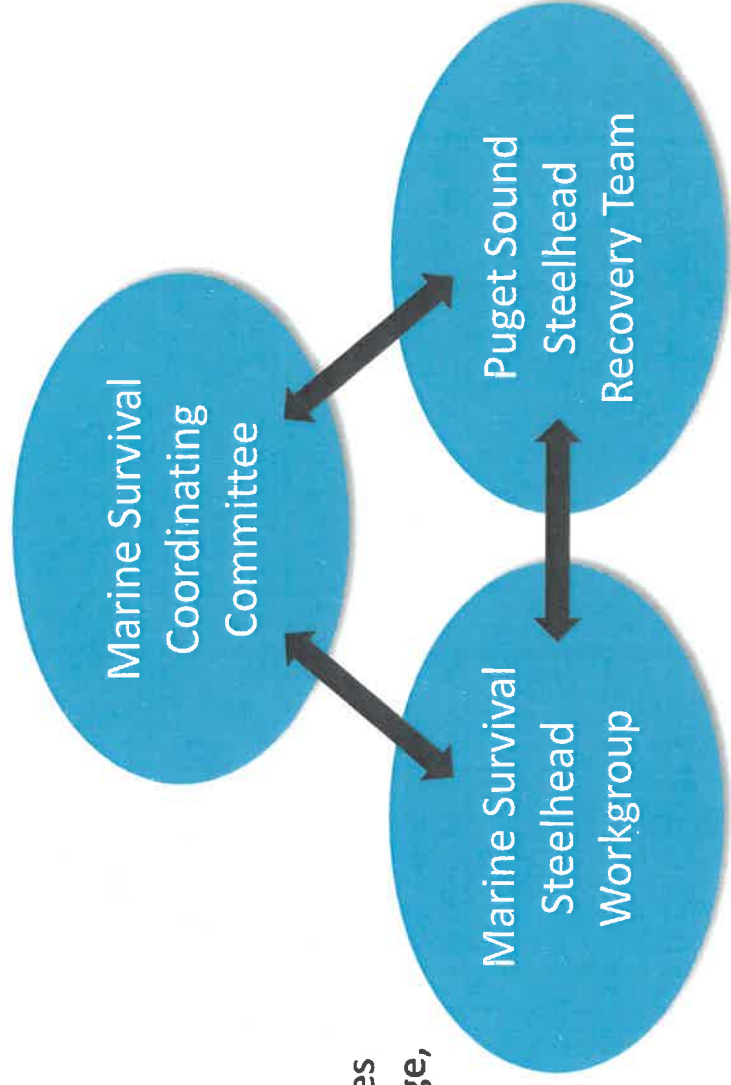 Marine Survival
Coordinating
Committee
Marine Survival
Steelhead
Workgroup
Puget Sound
Steelhead
Recovery Team